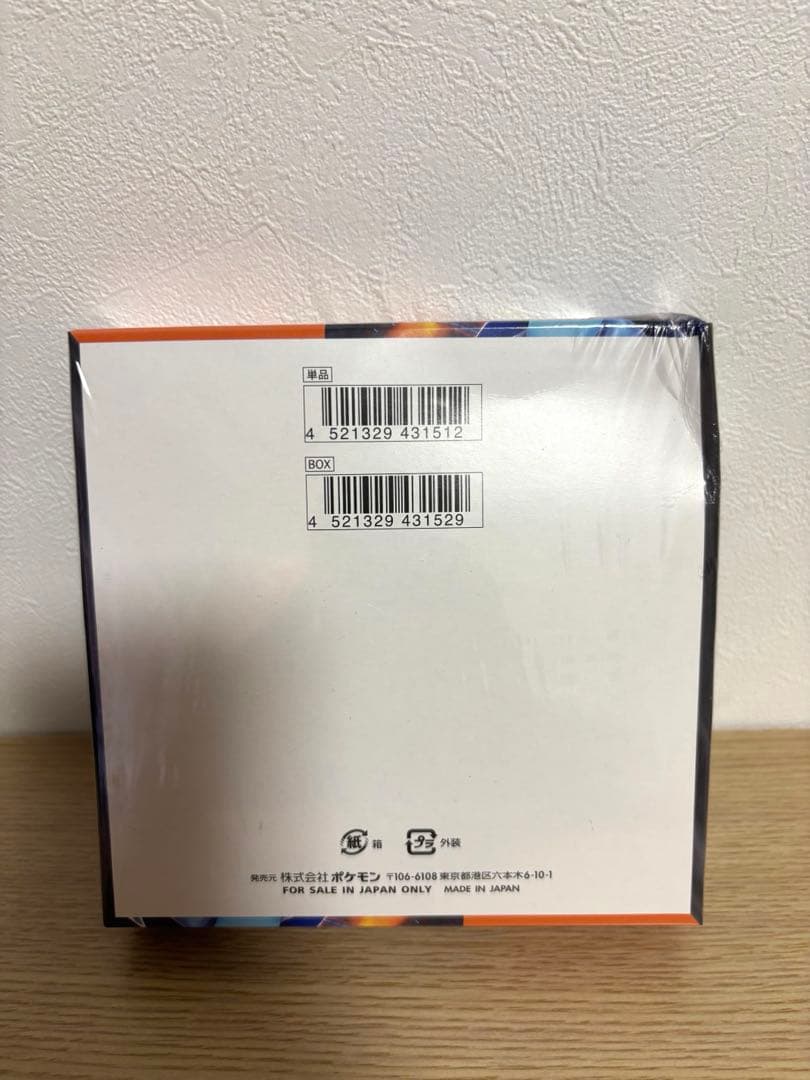 単品
4 521329 431512
BOX
4 521329 431529
紙 箱 プラ 外装
発売元 株式会社 ポケモン 〒106-6108 東京都港区六本木6-10-1
FOR SALE IN JAPAN ONLY MADE IN JAPAN